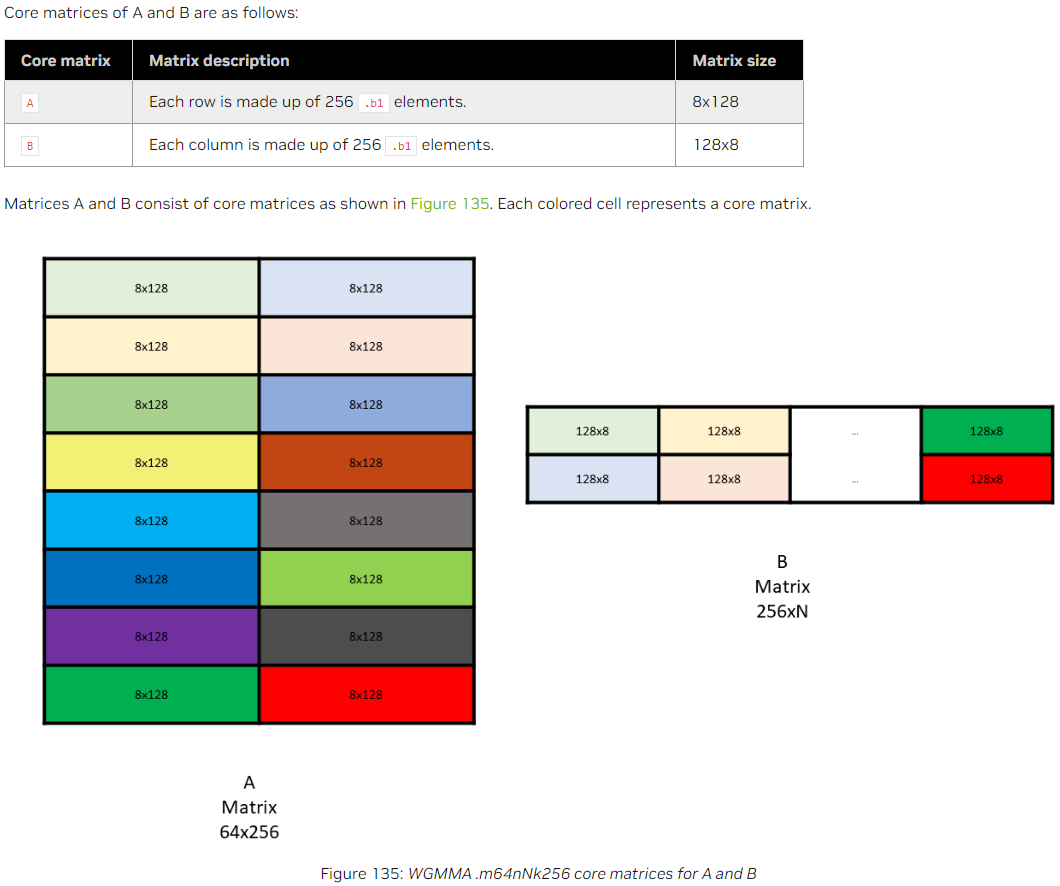 Core matrices of A and B are as follows:
Core matrix Matrix description Matrix size
A Each row is made up of 256 .b1 elements. 8x128
B Each column is made up of 256 .b1 elements. 128x8
Matrices A and B consist of core matrices as shown in Figure 135. Each colored cell represents a core matrix.
8x128 8x128
8x128 8x128
8x128 8x128
8x128 8x128
8x128 8x128
8x128 8x128
8x128 8x128
8x128 8x128
A
Matrix
64x256
128x8 128x8 ... 128x8
128x8 128x8 ... 128x8
B
Matrix
256xN
Figure 135: WGMMA .m64nNk256 core matrices for A and B